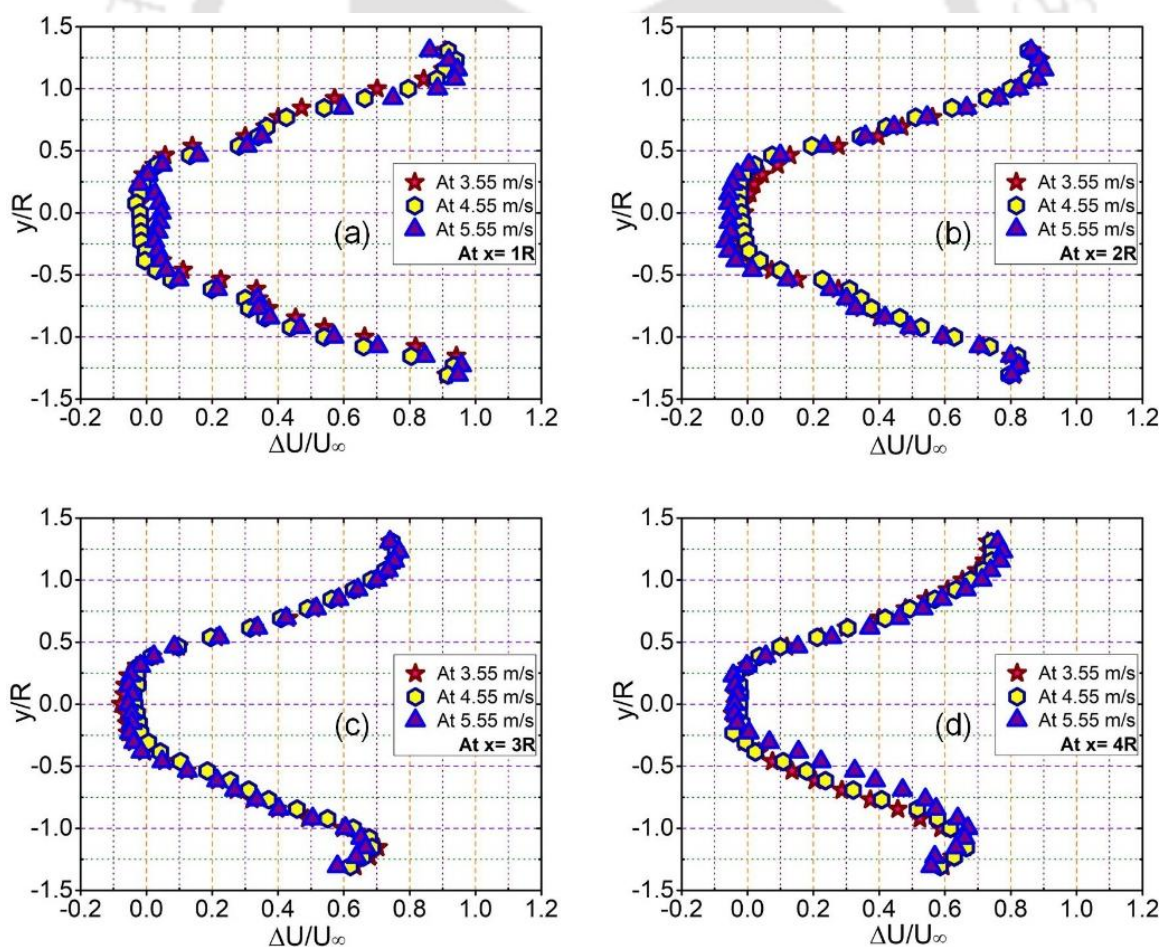 1.5
1.0
0.5
0.0
-0.5
-1.0
-1.5
y/R
-0.2 0.0 0.2 0.4 0.6 0.8 1.0 1.2
ΔU/U∞
(a)
At 3.55 m/s
At 4.55 m/s
At 5.55 m/s
At x= 1R
1.5
1.0
0.5
0.0
-0.5
-1.0
-1.5
y/R
-0.2 0.0 0.2 0.4 0.6 0.8 1.0 1.2
ΔU/U∞
(b)
At 3.55 m/s
At 4.55 m/s
At 5.55 m/s
At x= 2R
1.5
1.0
0.5
0.0
-0.5
-1.0
-1.5
y/R
-0.2 0.0 0.2 0.4 0.6 0.8 1.0 1.2
ΔU/U∞
(c)
At 3.55 m/s
At 4.55 m/s
At 5.55 m/s
At x= 3R
1.5
1.0
0.5
0.0
-0.5
-1.0
-1.5
y/R
-0.2 0.0 0.2 0.4 0.6 0.8 1.0 1.2
ΔU/U∞
(d)
At 3.55 m/s
At 4.55 m/s
At 5.55 m/s
At x= 4R